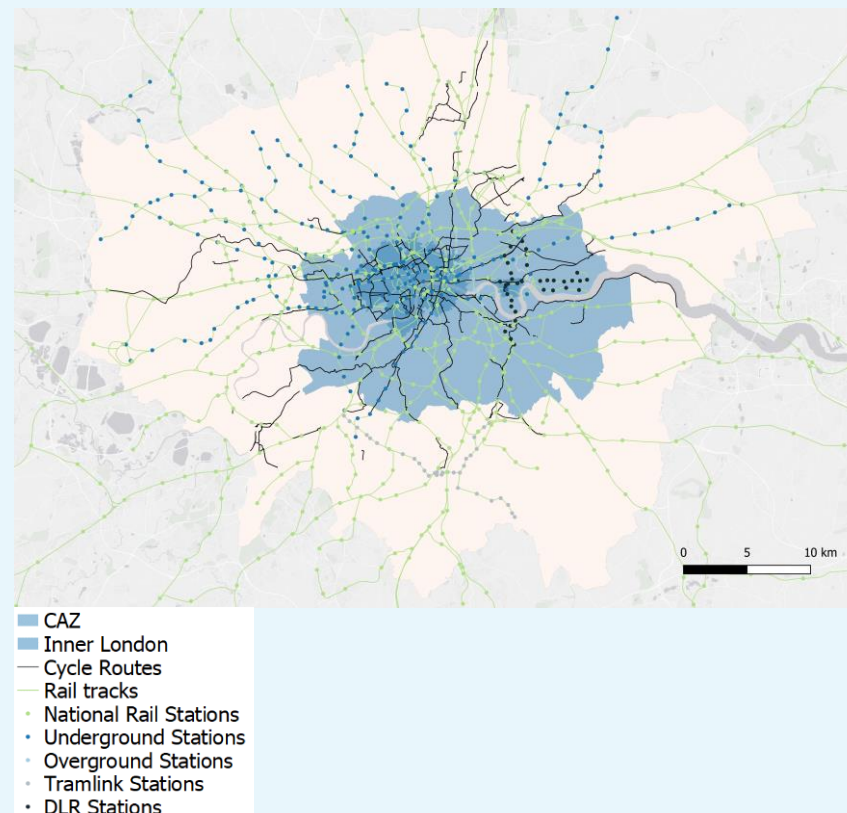 0 5 10 km
CAZ
Inner London
Cycle Routes
Rail tracks
National Rail Stations
Underground Stations
Overground Stations
Tramlink Stations
DLR Stations